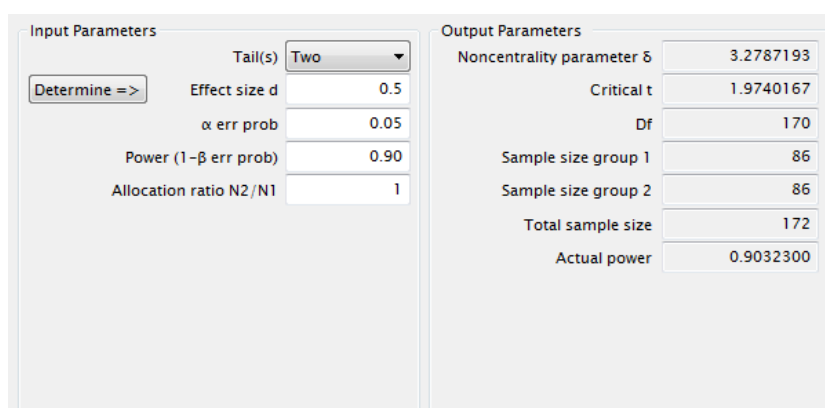 Input Parameters
Tail(s) Two
Determine => Effect size d 0.5
α err prob 0.05
Power (1-β err prob) 0.90
Allocation ratio N2/N1 1
Output Parameters
Noncentrality parameter δ 3.2787193
Critical t 1.9740167
Df 170
Sample size group 1 86
Sample size group 2 86
Total sample size 172
Actual power 0.9032300